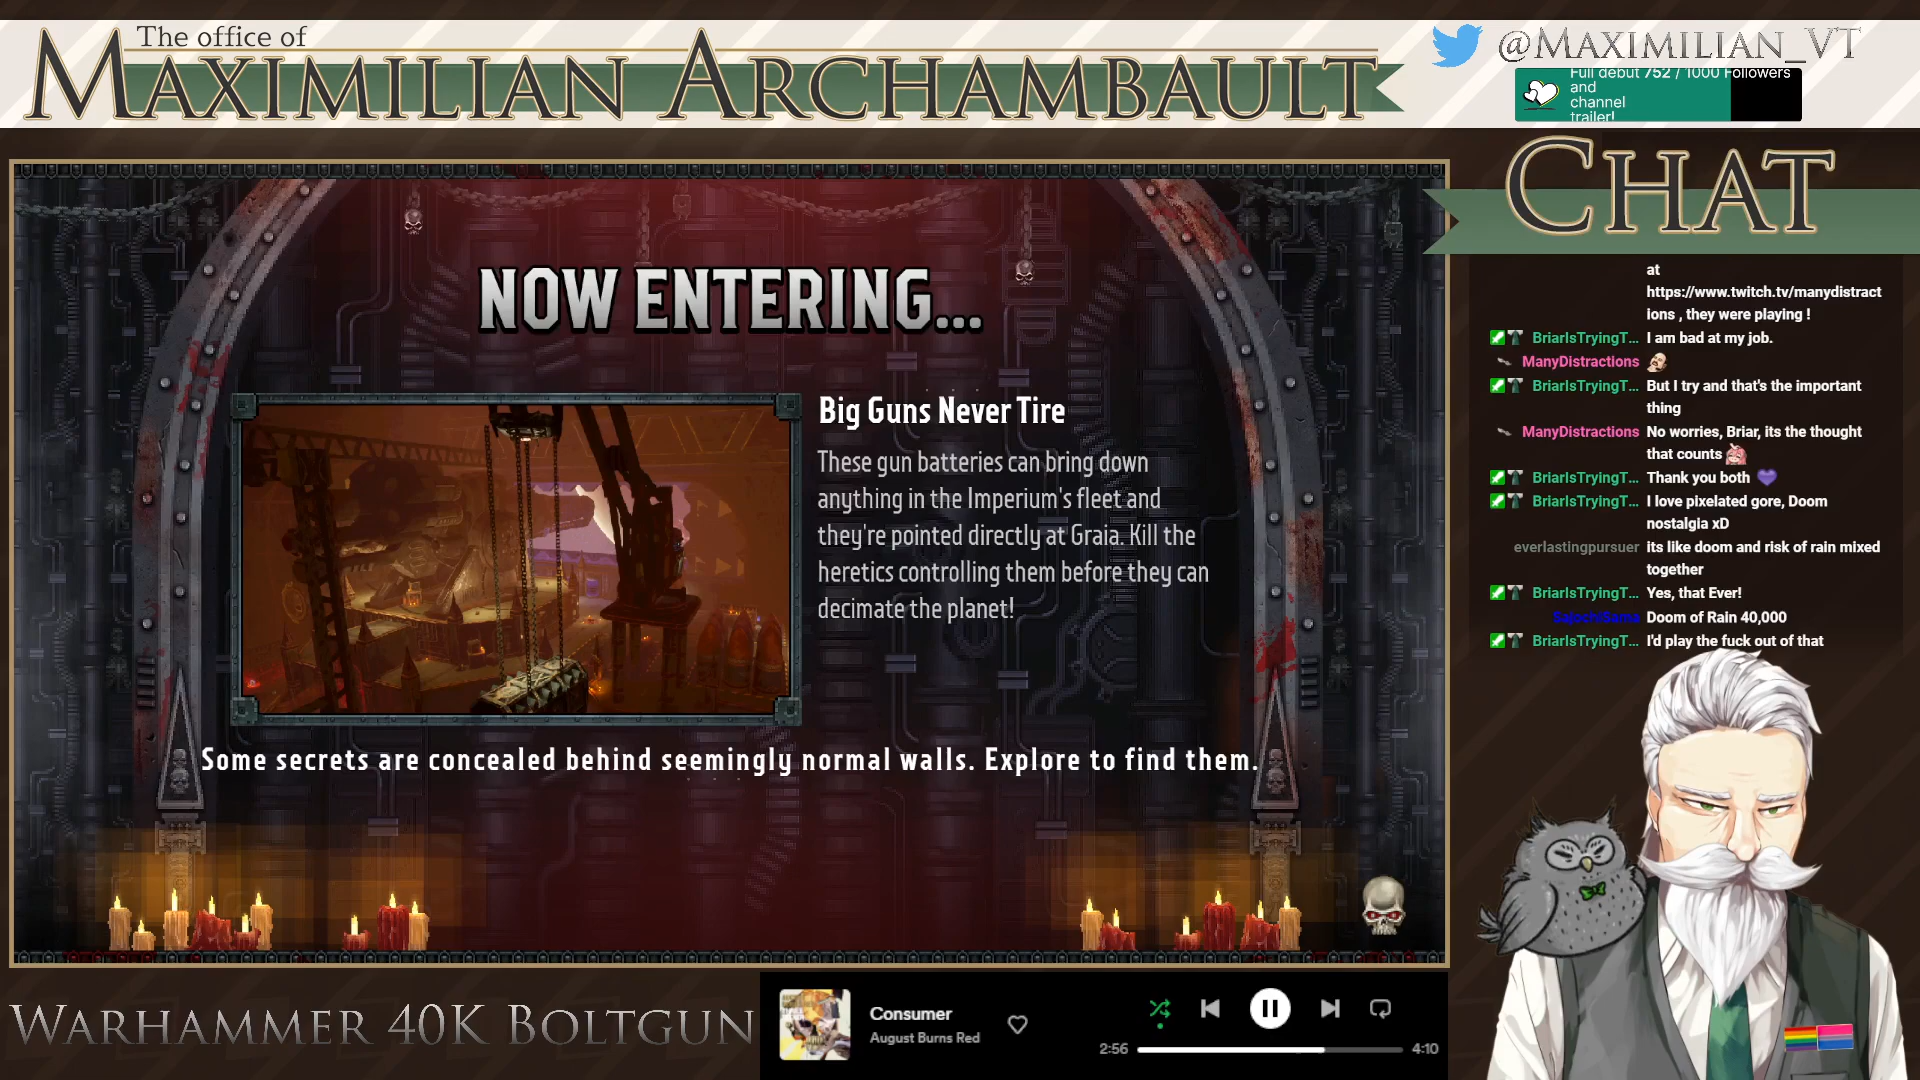 The office of
MAXIMILIAN ARCHAMBAULT
@MAXIMILIAN_VT
Full debut 752 / 1000 Followers
and
channel
trailer!
CHAT
at
https://www.twitch.tv/manydistract
ions , they were playing !
BriarIsTryingT... I am bad at my job.
ManyDistractions
BriarIsTryingT... But I try and that's the important
thing
ManyDistractions No worries, Briar, its the thought
that counts
BriarIsTryingT... Thank you both
BriarIsTryingT... I love pixelated gore, Doom
nostalgia xD
everlastingpursuer its like doom and risk of rain mixed
together
BriarIsTryingT... Yes, that Ever!
SajochiSama Doom of Rain 40,000
BriarIsTryingT... I'd play the fuck out of that
NOW ENTERING...
Big Guns Never Tire
These gun batteries can bring down
anything in the Imperium's fleet and
they're pointed directly at Graia. Kill the
heretics controlling them before they can
decimate the planet!
Some secrets are concealed behind seemingly normal walls. Explore to find them.
WARHAMMER 40K BOLTGUN
Consumer
August Burns Red
2:56
4:10